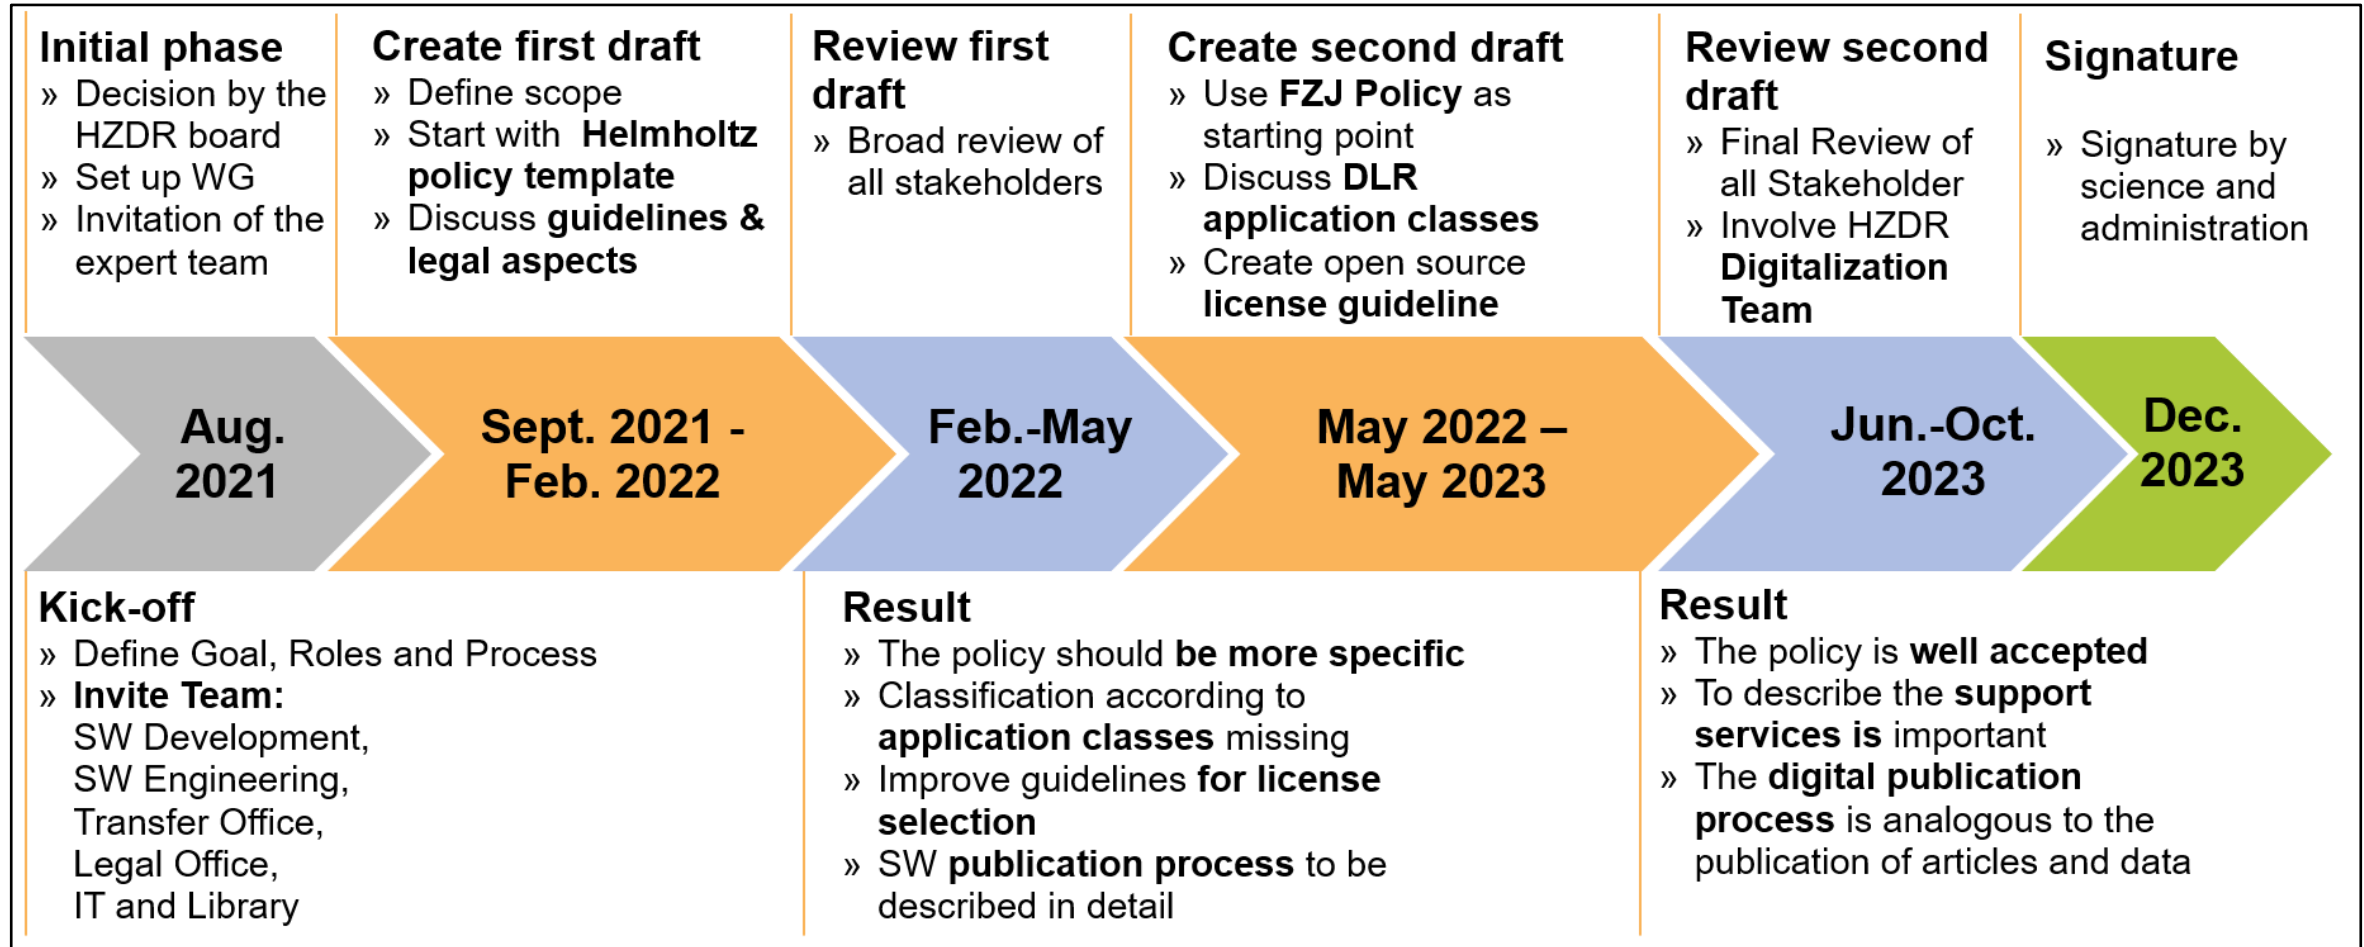 Initial phase
» Decision by the
HZDR board
» Set up WG
» Invitation of the
expert team
Create first draft
» Define scope
» Start with Helmholtz
policy template
» Discuss guidelines &
legal aspects
Review first
draft
» Broad review of
all stakeholders
Create second draft
» Use FZJ Policy as
starting point
» Discuss DLR
application classes
» Create open source
license guideline
Review second
draft
» Final Review of
all Stakeholder
» Involve HZDR
Digitalization
Team
Signature
» Signature by
science and
administration
Aug.
2021
Sept. 2021 -
Feb. 2022
Feb.-May
2022
May 2022 –
May 2023
Jun.-Oct.
2023
Dec.
2023
Kick-off
» Define Goal, Roles and Process
» Invite Team:
SW Development,
SW Engineering,
Transfer Office,
Legal Office,
IT and Library
Result
» The policy should be more specific
» Classification according to
application classes missing
» Improve guidelines for license
selection
» SW publication process to be
described in detail
Result
» The policy is well accepted
» To describe the support
services is important
» The digital publication
process is analogous to the
publication of articles and data